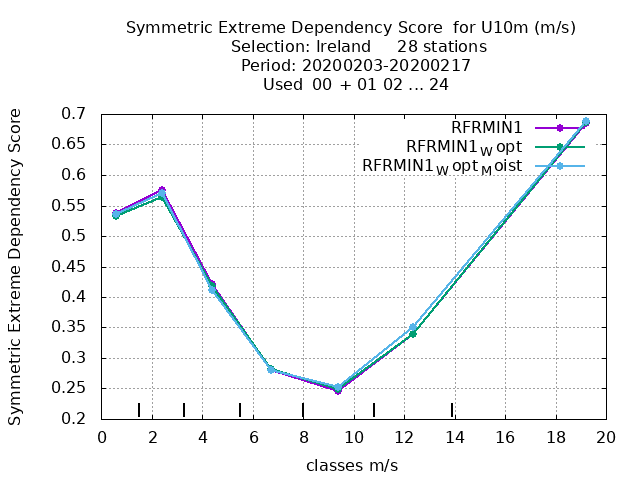 Symmetric Extreme Dependency Score for U10m (m/s)
Selection: Ireland 28 stations
Period: 20200203-20200217
Used 00 + 01 02 ... 24
Symmetric Extreme Dependency Score
0.7
0.65
0.6
0.55
0.5
0.45
0.4
0.35
0.3
0.25
0.2
RFRMIN1
RFRMIN1Wopt
RFRMIN1WoptMoist
0 2 4 6 8 10 12 14 16 18 20
classes m/s